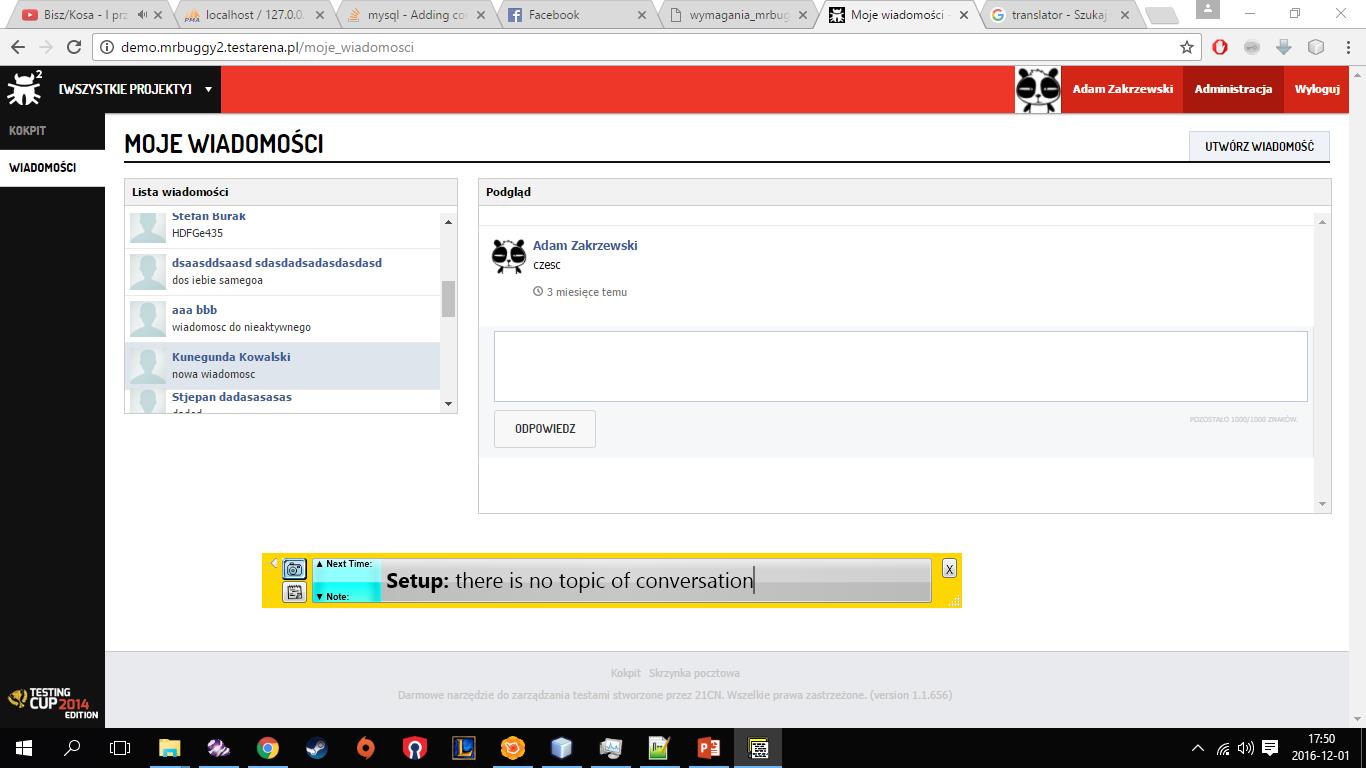 Bisz/Kosa - I prz
localhost / 127.0.0.
mysql - Adding co
Facebook
wymagania_mrbug
Moje wiadomości -
translator - Szukaj
demo.mrbuggy2.testarena.pl/moje_wiadomosci
2
[WSZYSTKIE PROJEKTY]
Adam Zakrzewski
Administracja
Wyloguj
KOKPIT
WIADOMOŚCI
MOJE WIADOMOŚCI
UTWÓRZ WIADOMOŚĆ
Lista wiadomości
Stefan Burak
HDFGe435
dsaasddsaasd sdasdadsadasdasdasd
dos iebie samegoa
aaa bbb
wiadomosc do nieaktywnego
Kunegunda Kowalski
nowa wiadomosc
Stjepan dadasasasas
Podgląd
Adam Zakrzewski
czesc
3 miesięce temu
ODPOWIEDZ
POZOSTAŁO 1000/1000 ZNAKÓW.
▲ Next Time:
▼ Note:
Setup: there is no topic of conversation
X
Kokpit Skrzynka pocztowa
Darmowe narzędzie do zarządzania testami stworzone przez 21CN. Wszelkie prawa zastrzeżone. (version 1.1.656)
TESTING
CUP 2014
EDITION
17:50
2016-12-01